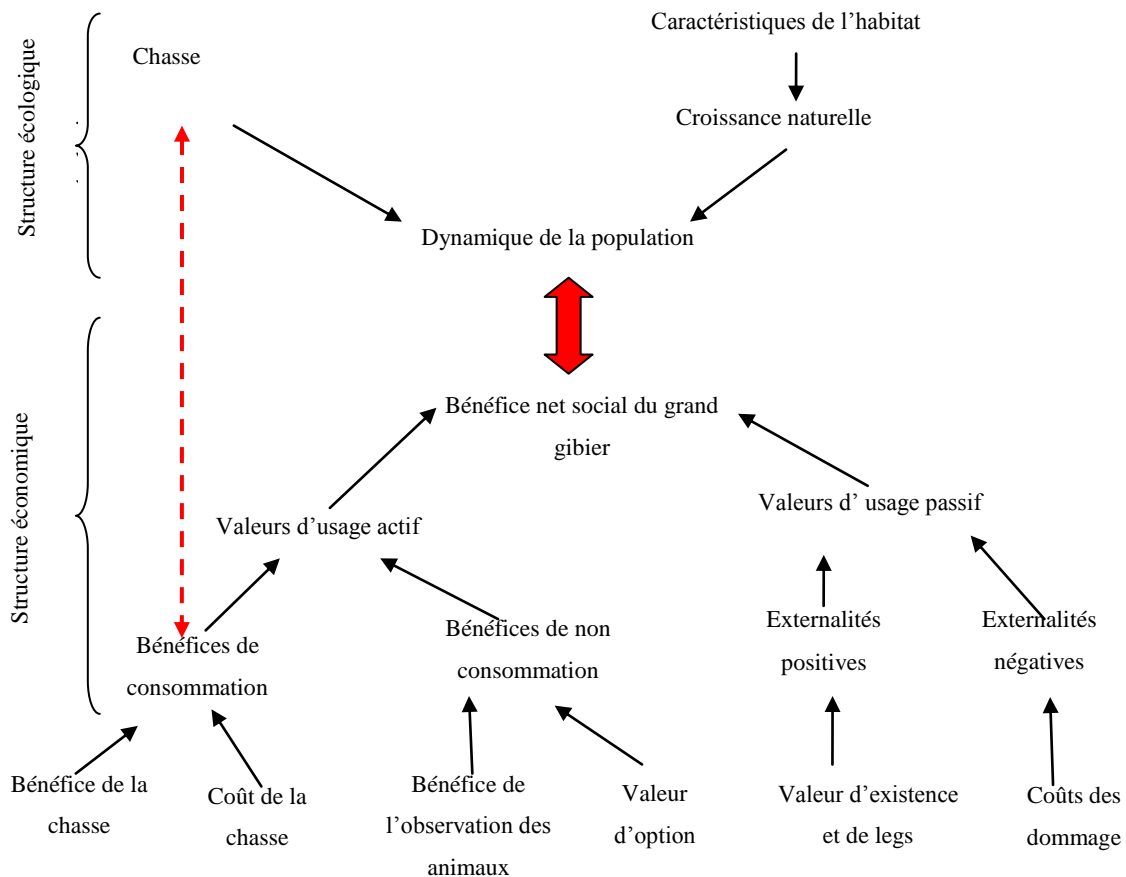 Structure écologique
Chasse
Caractéristiques de l’habitat
Croissance naturelle
Dynamique de la population
Structure économique
Bénéfice net social du grand
gibier
Valeurs d’usage actif
Valeurs d’ usage passif
Bénéfices de
consommation
Bénéfices de non
consommation
Externalités
positives
Externalités
négatives
Bénéfice de la
chasse
Coût de la
chasse
Bénéfice de
l’observation des
animaux
Valeur
d’option
Valeur d’existence
et de legs
Coûts des
dommage